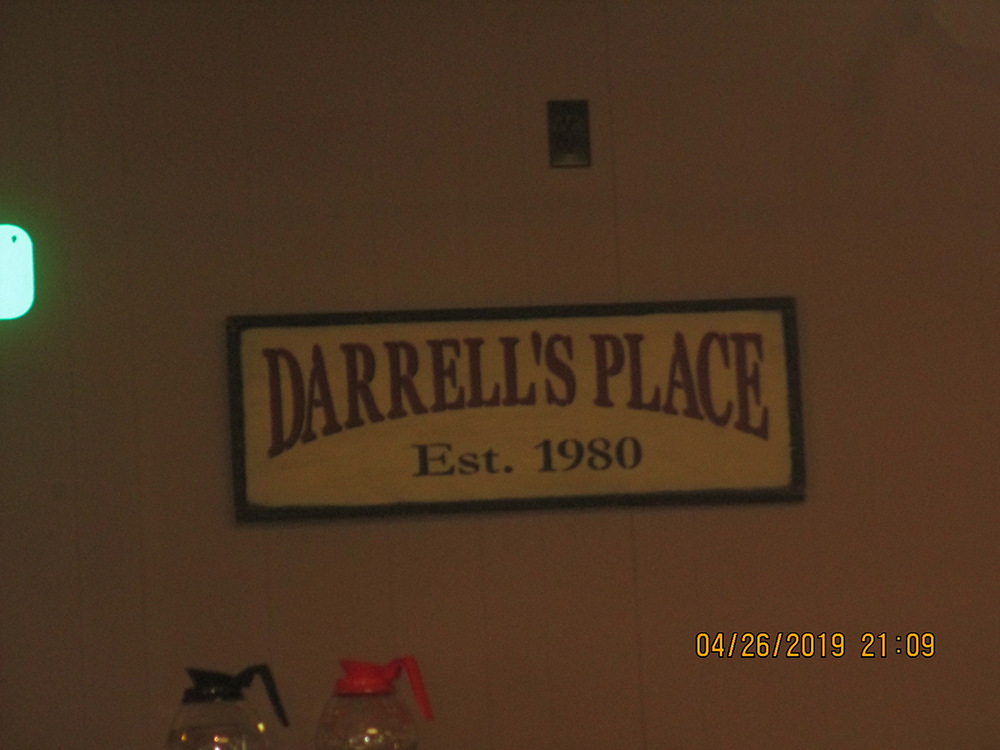 DARRELL'S PLACE
Est. 1980
04/26/2019 21:09